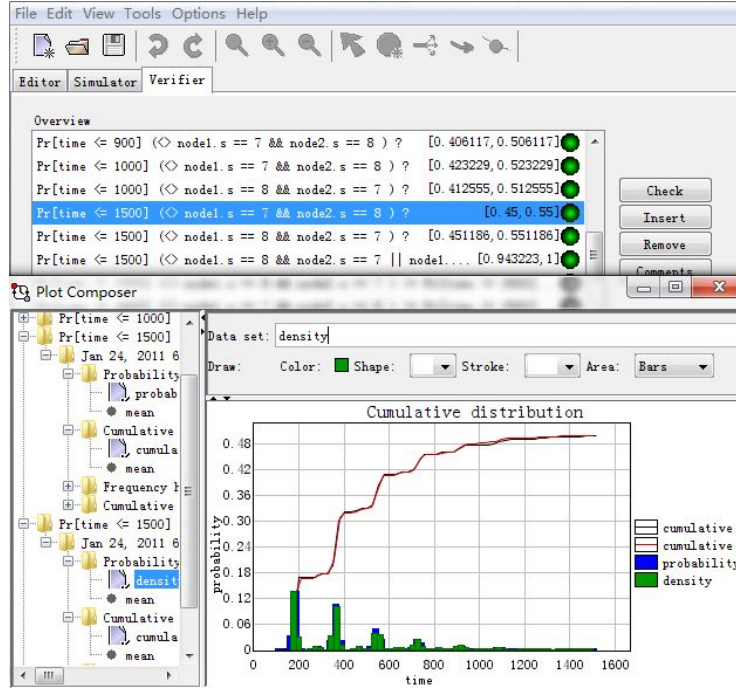 File Edit View Tools Options Help
Editor Simulator Verifier
Overview
Pr[time <= 900] (<> node1.s == 7 && node2.s == 8 ) ? [0.406117,0.506117]
Pr[time <= 1000] (<> node1.s == 7 && node2.s == 8 ) ? [0.423229,0.523229]
Pr[time <= 1000] (<> node1.s == 8 && node2.s == 7 ) ? [0.412555,0.512555]
Pr[time <= 1500] (<> node1.s == 7 && node2.s == 8 ) ? [0.45,0.55]
Pr[time <= 1500] (<> node1.s == 8 && node2.s == 7 ) ? [0.451186,0.551186]
Pr[time <= 1500] (<> node1.s == 8 && node2.s == 7 || node1.... [0.943223,1]
Check
Insert
Remove
Comments
Plot Composer
Pr[time <= 1000]
Pr[time <= 1500]
Jan 24, 2011 6
Probability
probab
mean
Cumulative
cumula
mean
Frequency h
Cumulative
Pr[time <= 1500]
Jan 24, 2011 6
Probability
densit
mean
Cumulative
cumula
mean
Data set: density
Draw: Color: Shape: Stroke: Area: Bars
Cumulative distribution
probability
0.48
0.42
0.36
0.30
0.24
0.18
0.12
0.06
0
0 200 400 600 800 1000 1200 1400 1600
time
cumulative
cumulative
probability
density